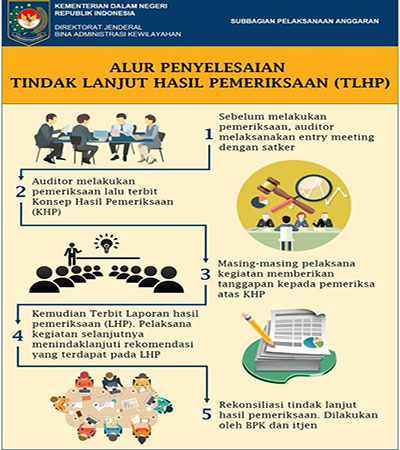 KEMENTERIAN DALAM NEGERI
REPUBLIK INDONESIA
DIREKTORAT JENDERAL
BINA ADMINISTRASI KEWILAYAHAN
SUBBAGIAN PELAKSANAAN ANGGARAN
ALUR PENYELESAIAN
TINDAK LANJUT HASIL PEMERIKSAAN (TLHP)
1
Sebelum melakukan
pemeriksaan, auditor
melaksanakan entry meeting
dengan satker
2
Auditor melakukan
pemeriksaan lalu terbit
Konsep Hasil Pemeriksaan
(KHP)
3
Masing-masing pelaksana
kegiatan memberikan
tanggapan kepada pemeriksa
atas KHP
4
Kemudian Terbit Laporan hasil
pemeriksaan (LHP). Pelaksana
kegiatan selanjutnya
menindaklanjuti rekomendasi
yang terdapat pada LHP
5
Rekonsiliasi tindak lanjut
hasil pemeriksaan. Dilakukan
oleh BPK dan itjen